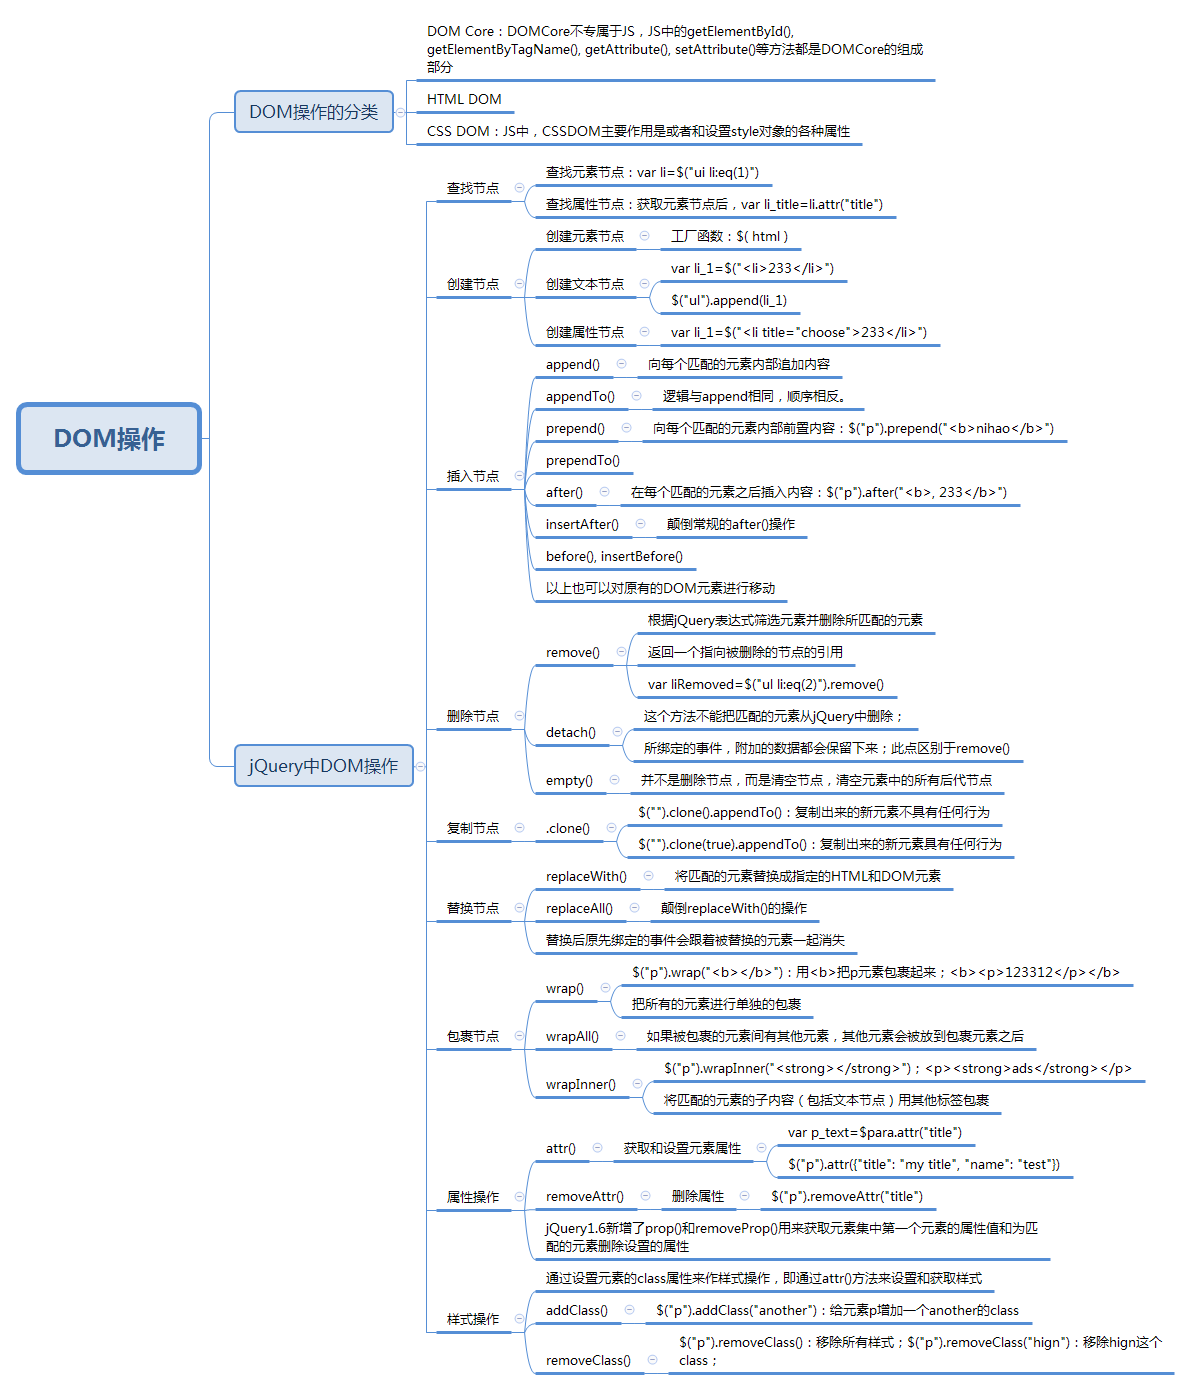 DOM操作
DOM操作的分类
DOM Core：DOMCore不专属于JS，JS中的getElementById(),
getElementByTagName(), getAttribute(), setAttribute()等方法都是DOMCore的组成
部分
HTML DOM
CSS DOM：JS中，CSSDOM主要作用是或者和设置style对象的各种属性
jQuery中DOM操作
查找节点
查找元素节点：var li=$("ui li:eq(1)")
查找属性节点：获取元素节点后，var li_title=li.attr("title")
创建节点
创建元素节点
工厂函数：$( html )
创建文本节点
var li_1=$("<li>233</li>")
$("ul").append(li_1)
创建属性节点
var li_1=$("<li title="choose">233</li>")
插入节点
append()
向每个匹配的元素内部追加内容
appendTo()
逻辑与append相同，顺序相反。
prepend()
向每个匹配的元素内部前置内容：$("p").prepend("<b>nihao</b>")
prependTo()
after()
在每个匹配的元素之后插入内容：$("p").after("<b>, 233</b>")
insertAfter()
颠倒常规的after()操作
before(), insertBefore()
以上也可以对原有的DOM元素进行移动
删除节点
remove()
根据jQuery表达式筛选元素并删除所匹配的元素
返回一个指向被删除的节点的引用
var liRemoved=$("ul li:eq(2)").remove()
detach()
这个方法不能把匹配的元素从jQuery中删除；
所绑定的事件，附加的数据都会保留下来；此点区别于remove()
empty()
并不是删除节点，而是清空节点，清空元素中的所有后代节点
复制节点
.clone()
$("").clone().appendTo()：复制出来的新元素不具有任何行为
$("").clone(true).appendTo()：复制出来的新元素具有任何行为
替换节点
replaceWith()
将匹配的元素替换成指定的HTML和DOM元素
replaceAll()
颠倒replaceWith()的操作
替换后原先绑定的事件会跟着被替换的元素一起消失
包裹节点
wrap()
$("p").wrap("<b></b>")：用<b>把p元素包裹起来；<b><p>123312</p></b>
把所有的元素进行单独的包裹
wrapAll()
如果被包裹的元素间有其他元素，其他元素会被放到包裹元素之后
wrapInner()
$("p").wrapInner("<strong></strong>")；<p><strong>ads</strong></p>
将匹配的元素的子内容（包括文本节点）用其他标签包裹
属性操作
attr()
获取和设置元素属性
var p_text=$para.attr("title")
$("p").attr({"title": "my title", "name": "test"})
removeAttr()
删除属性
$("p").removeAttr("title")
jQuery1.6新增了prop()和removeProp()用来获取元素集中第一个元素的属性值和为匹
配的元素删除设置的属性
样式操作
通过设置元素的class属性来作样式操作，即通过attr()方法来设置和获取样式
addClass()
$("p").addClass("another")：给元素p增加一个another的class
removeClass()
$("p").removeClass()：移除所有样式；$("p").removeClass("hign")：移除hign这个
class；